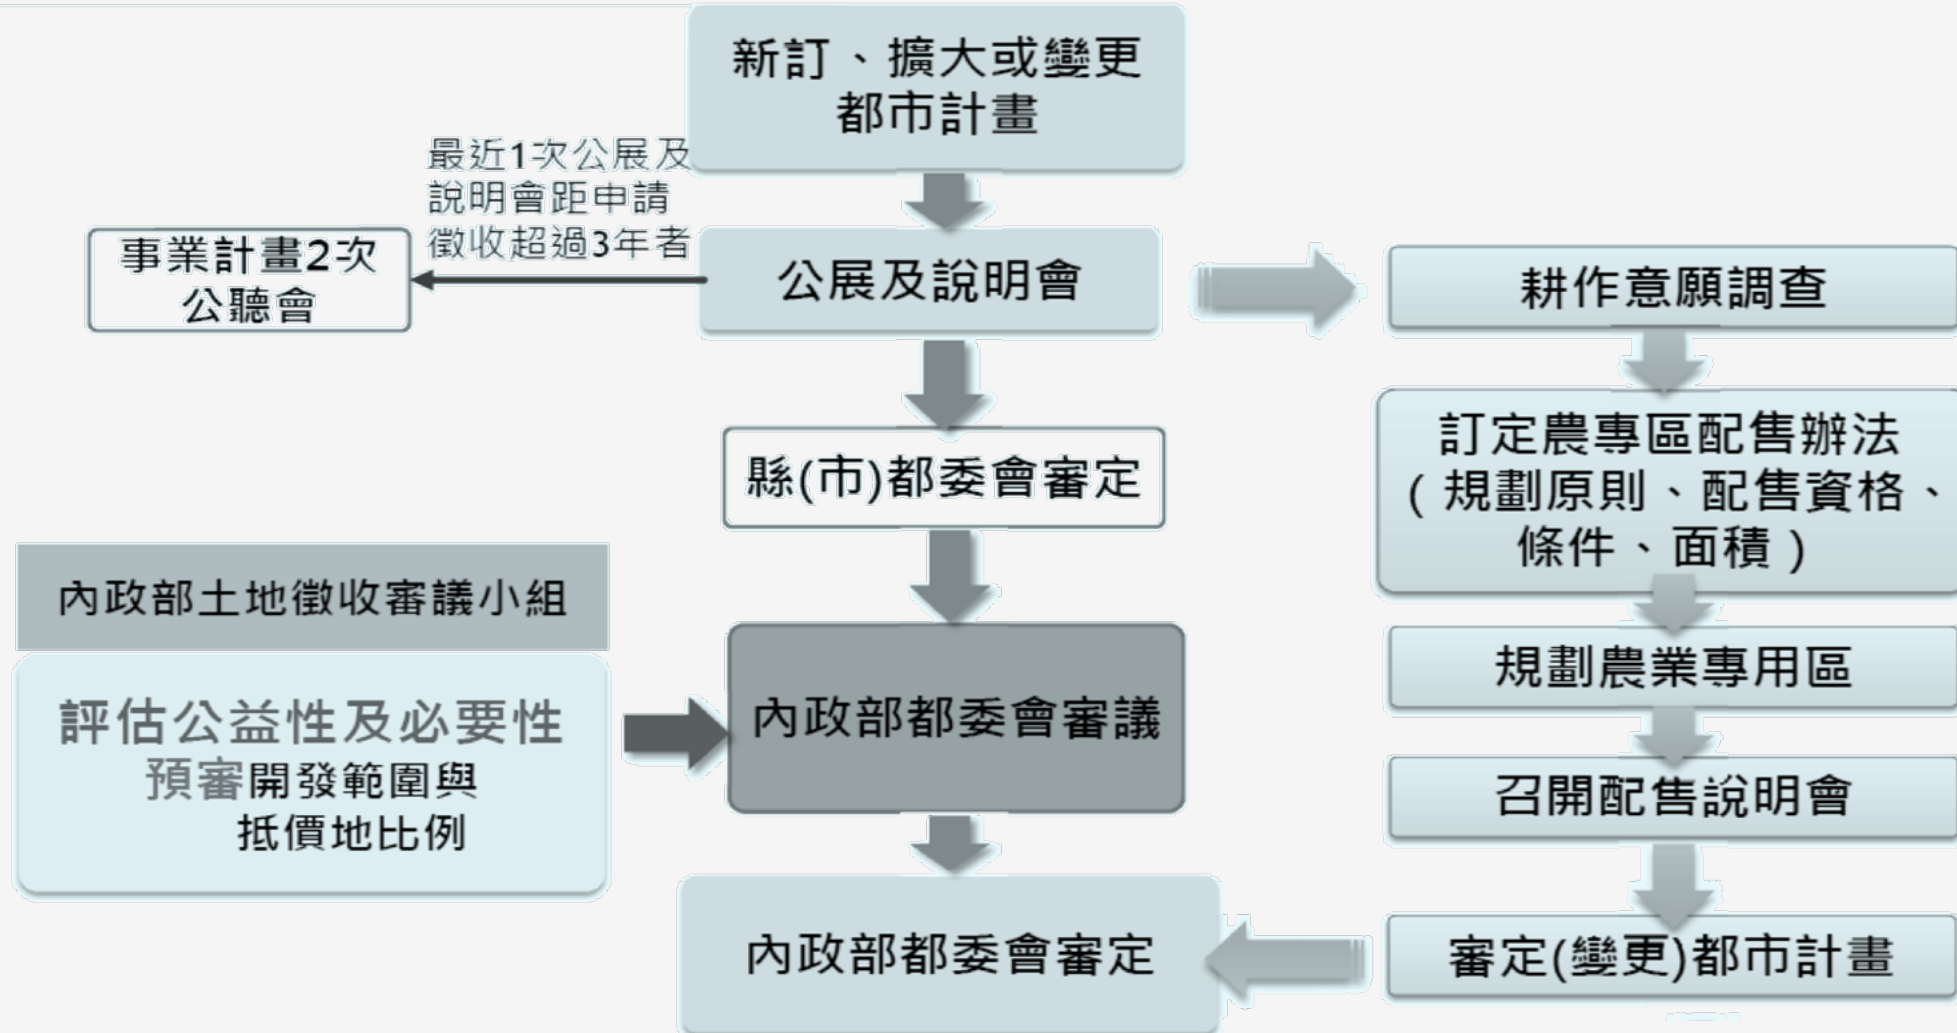 新訂、擴大或變更
都市計畫
最近1次公展及
說明會距申請
徵收超過3年者
事業計畫2次
公聽會
公展及說明會
耕作意願調查
訂定農專區配售辦法
(規劃原則、配售資格、
條件、面積)
縣(市)都委會審定
內政部土地徵收審議小組
評估公益性及必要性
預審開發範圍與
抵價地比例
內政部都委會審議
規劃農業專用區
召開配售說明會
內政部都委會審定
審定(變更)都市計畫